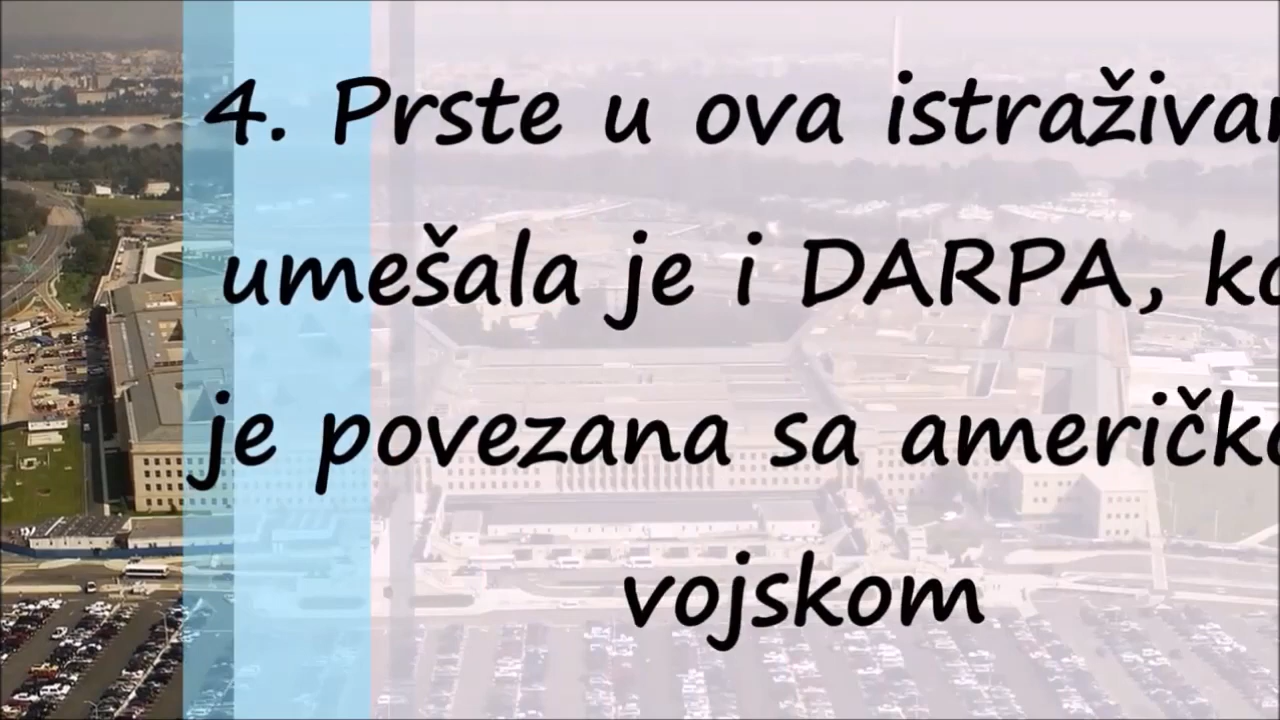 4. Prste u ova istraživan
umešala je i DARPA, ko
je povezana sa američko
vojskom